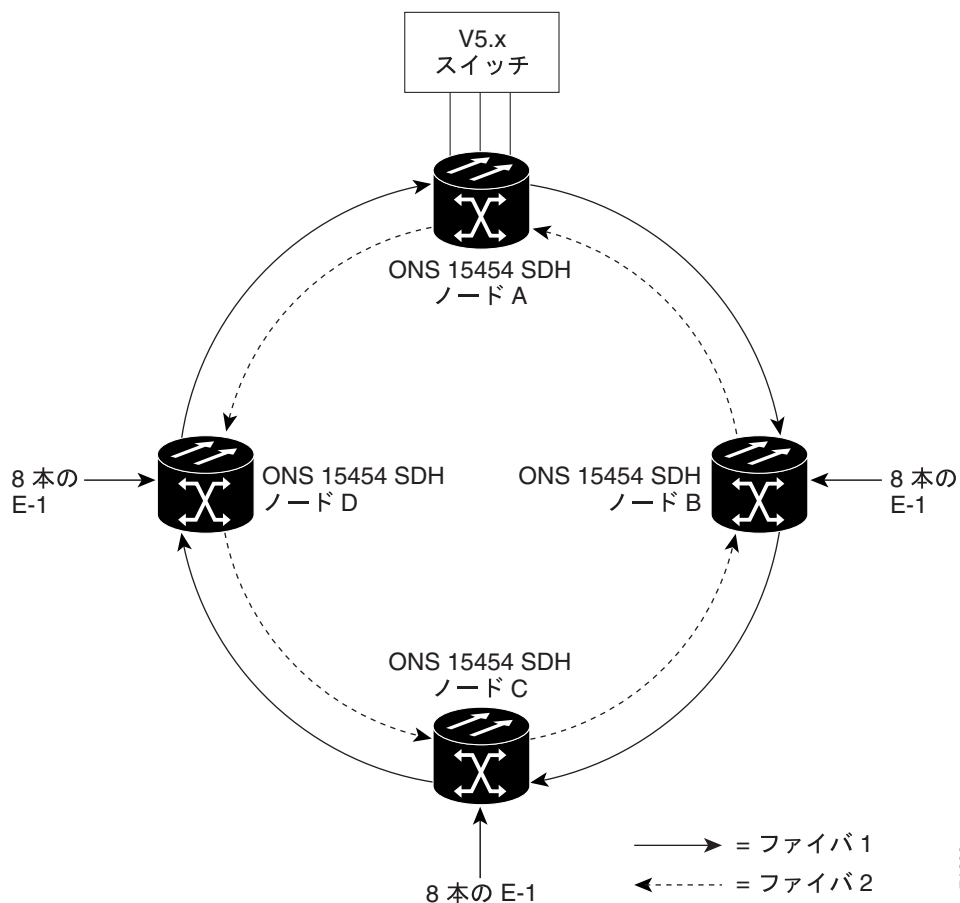 V5.x
スイッチ
ONS 15454 SDH
ノード A
8 本の
E-1
ONS 15454 SDH
ノード D
ONS 15454 SDH
ノード B
8 本の
E-1
ONS 15454 SDH
ノード C
8 本の E-1
= ファイバ 1
= ファイバ 2